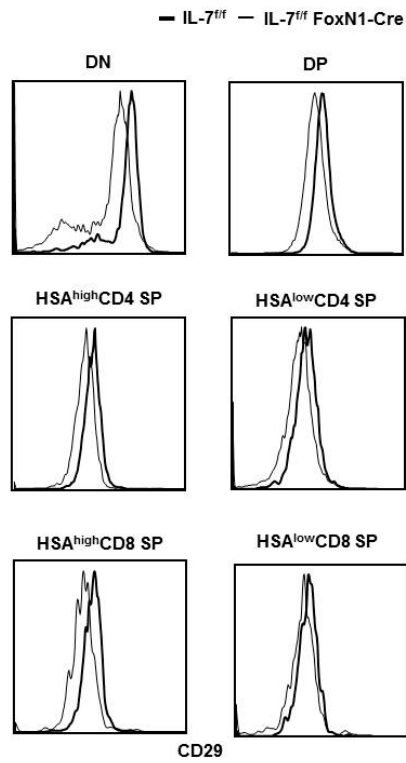 IL-7f/f IL-7f/f FoxN1-Cre
DN DP
HSAhighCD4 SP HSAlowCD4 SP
HSAhighCD8 SP HSAlowCD8 SP
CD29